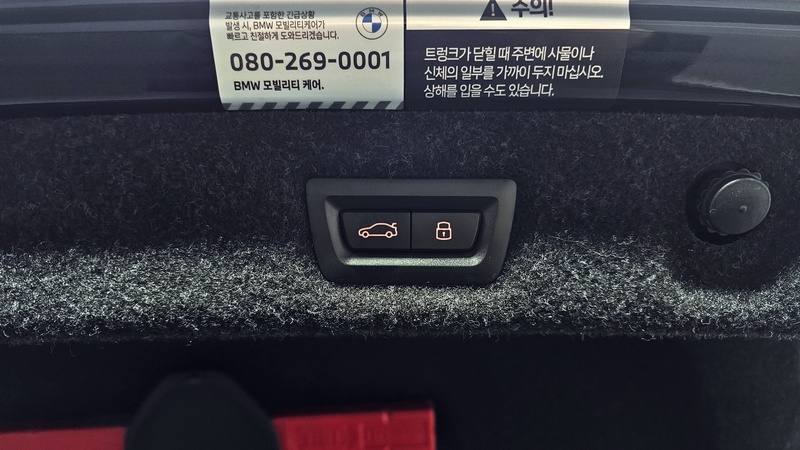 교통사고를 포함한 긴급상황
발생 시, BMW 모빌리티케어가
빠르고 친절하게 도와드리겠습니다.
BMW
080-269-0001
BMW 모빌리티 케어.
주의!
트렁크가 닫힐 때 주변에 사물이나
신체의 일부를 가까이 두지 마십시오.
상해를 입을 수도 있습니다.